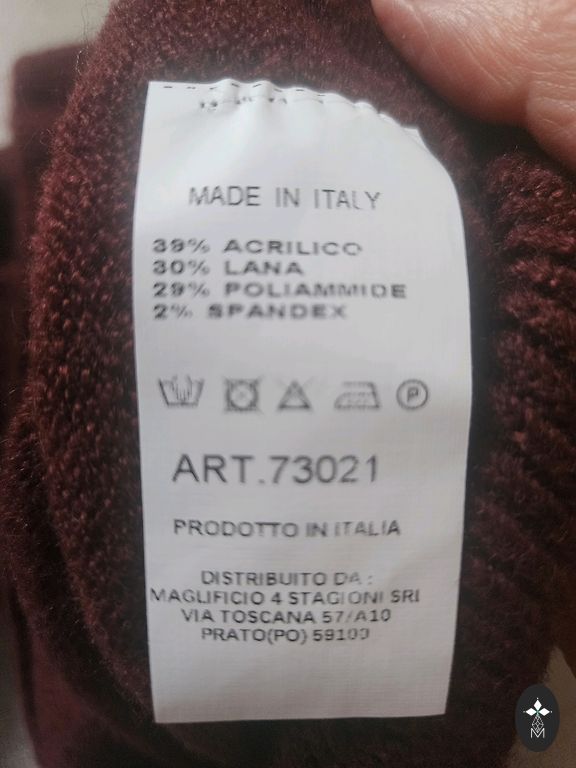 MADE IN ITALY
39% ACRILICO
30% LANA
29% POLIAMMIDE
2% SPANDEX
P
ART.73021
PRODOTTO IN ITALIA
DISTRIBUITO DA :
MAGLIFICIO 4 STAGIONI SRL
VIA TOSCANA 57/A10
PRATO(PO) 59100
M